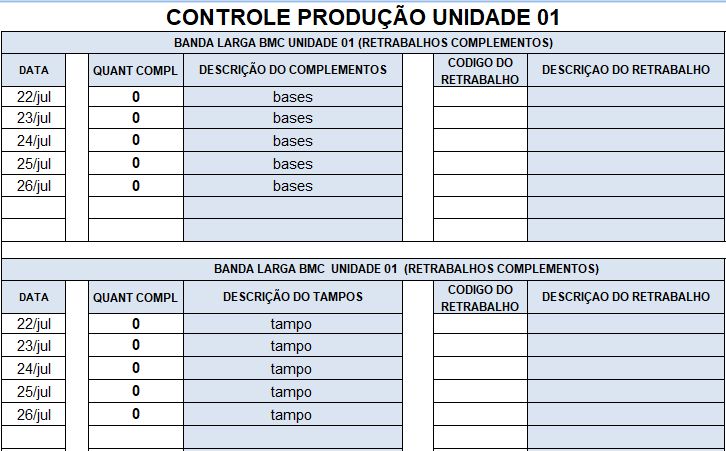 CONTROLE PRODUÇÃO UNIDADE 01
BANDA LARGA BMC UNIDADE 01 (RETRABALHOS COMPLEMENTOS)
DATA QUANT COMPL DESCRIÇÃO DO COMPLEMENTOS CODIGO DO RETRABALHO DESCRIÇAO DO RETRABALHO
22/jul 0 bases
23/jul 0 bases
24/jul 0 bases
25/jul 0 bases
26/jul 0 bases
BANDA LARGA BMC UNIDADE 01 (RETRABALHOS COMPLEMENTOS)
DATA QUANT COMPL DESCRIÇÃO DO TAMPOS CODIGO DO RETRABALHO DESCRIÇAO DO RETRABALHO
22/jul 0 tampo
23/jul 0 tampo
24/jul 0 tampo
25/jul 0 tampo
26/jul 0 tampo